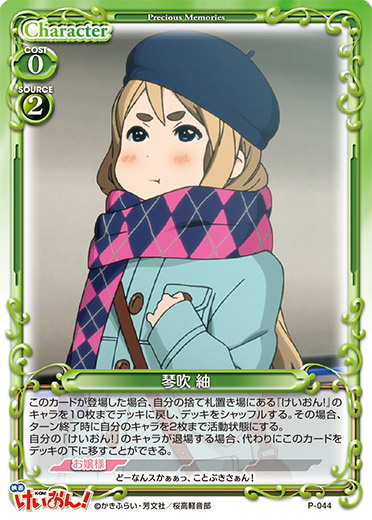 Precious Memories
Character
COST
0
SOURCE
2
琴吹 紬
このカードが登場した場合、自分の捨て札置き場にある『けいおん!』の
キャラを10枚までデッキに戻し、デッキをシャッフルする。その場合、
ターン終了時に自分のキャラを2枚まで活動状態にする。
自分の『けいおん!』のキャラが退場する場合、代わりにこのカードを
デッキの下に移すことができる。
お嬢様
どーなんスかぁぁっ、ことぶきさぁん!
映画
K-ON!
けいおん!
©かきふらい・芳文社/桜高軽音部
P-044